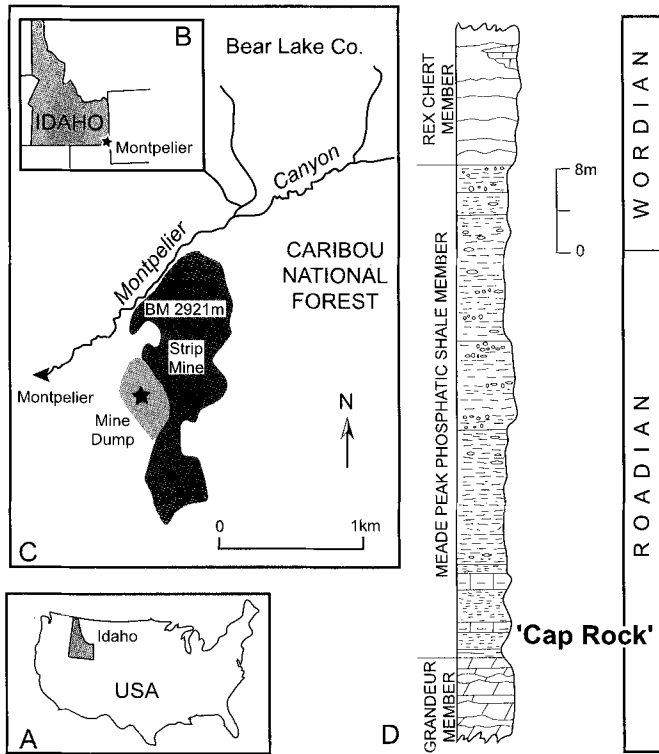 B
IDAHO
Montpelier
Bear Lake Co.
Montpelier Canyon
CARIBOU
NATIONAL
FOREST
BM 2921m
Strip
Mine
Montpelier
Mine
Dump
N
0 1km
C
Idaho
USA
A
REX CHERT
MEMBER
MEADE PEAK PHOSPHATIC SHALE MEMBER
GRANDEUR
MEMBER
8m
0
'Cap Rock'
D
WORDIAN
ROADIAN